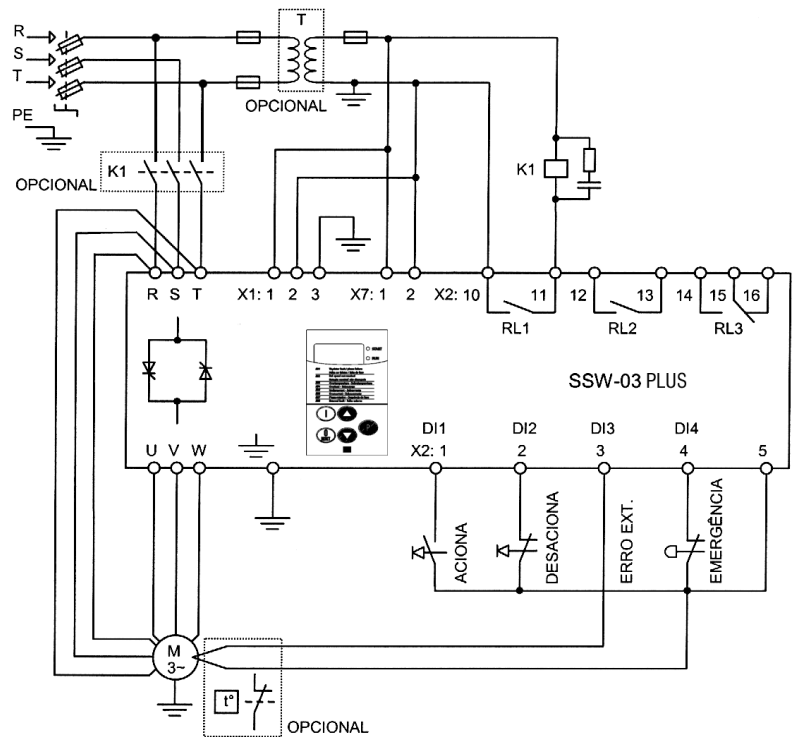 T
R
S
T
OPCIONAL
PE
K1
OPCIONAL
K1
R S T X1: 1 2 3 X7: 1 2 X2: 10 11 12 13 14 15 16
RL1 RL2 RL3
SSW-03 PLUS
I
P
0
U V W
DI1 DI2 DI3 DI4
X2: 1 2 3 4 5
ACIONA
DESACIONA
ERRO EXT.
EMERGÊNCIA
M
3~
t°
OPCIONAL